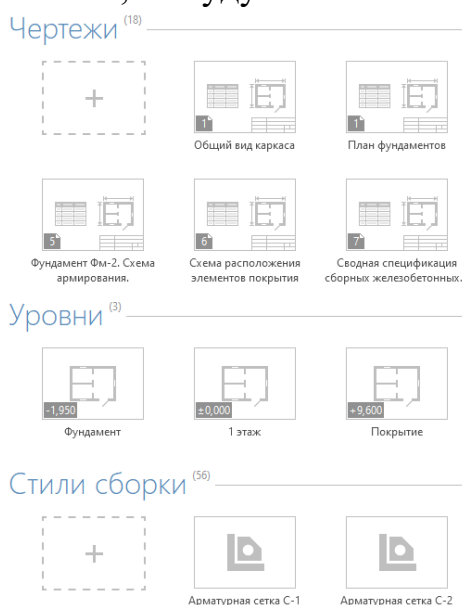 Чертежи (18)
1
Общий вид каркаса
1
План фундаментов
5
Фундамент Фм-2. Схема
армирования.
6
Схема расположения
элементов покрытия
7
Сводная спецификация
сборных железобетонных.
Уровни (3)
-1,950
Фундамент
±0,000
1 этаж
+9,600
Покрытие
Стили сборки (56)
Арматурная сетка С-1
Арматурная сетка С-2